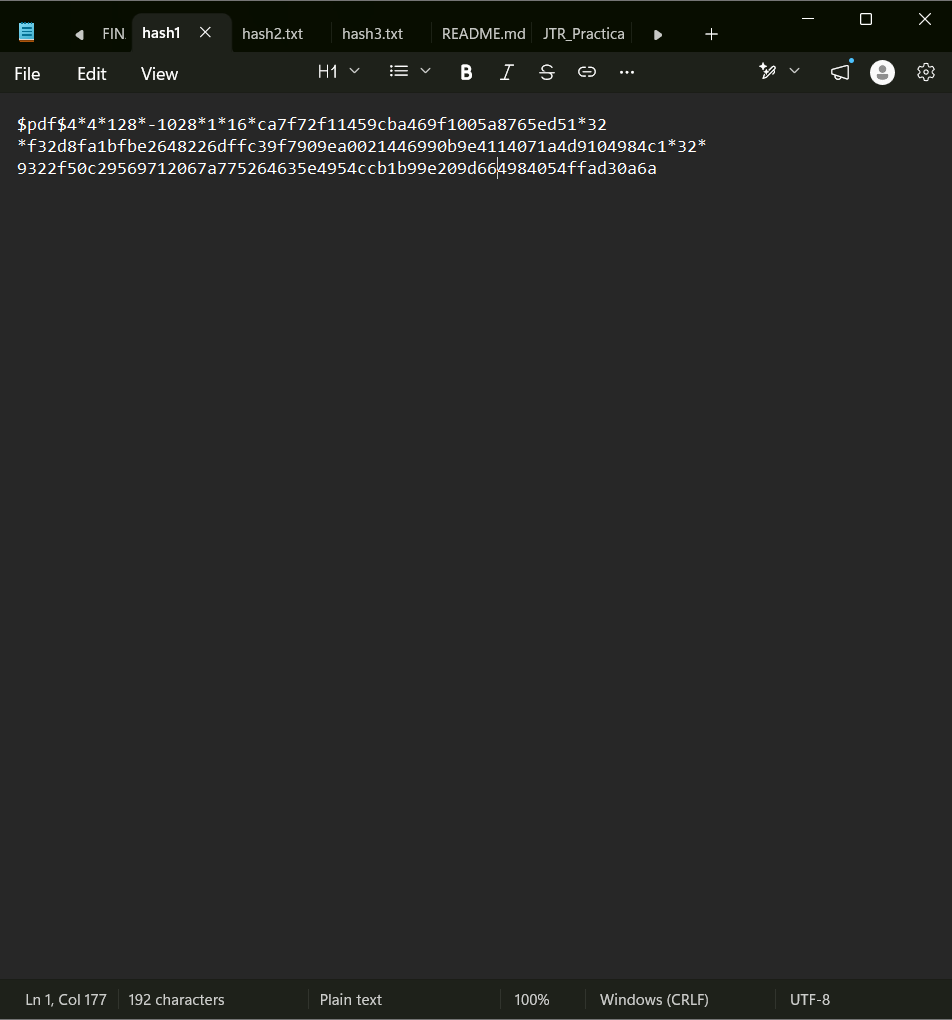 FIN
hash1
hash2.txt
hash3.txt
README.md
JTR_Practica
File
Edit
View
H1
$pdf$4*4*128*-1028*1*16*ca7f72f11459cba469f1005a8765ed51*32
*f32d8fa1bfbe2648226dffc39f7909ea0021446990b9e4114071a4d9104984c1*32*
9322f50c29569712067a775264635e4954ccb1b99e209d664984054ffad30a6a
Ln 1, Col 177
192 characters
Plain text
100%
Windows (CRLF)
UTF-8